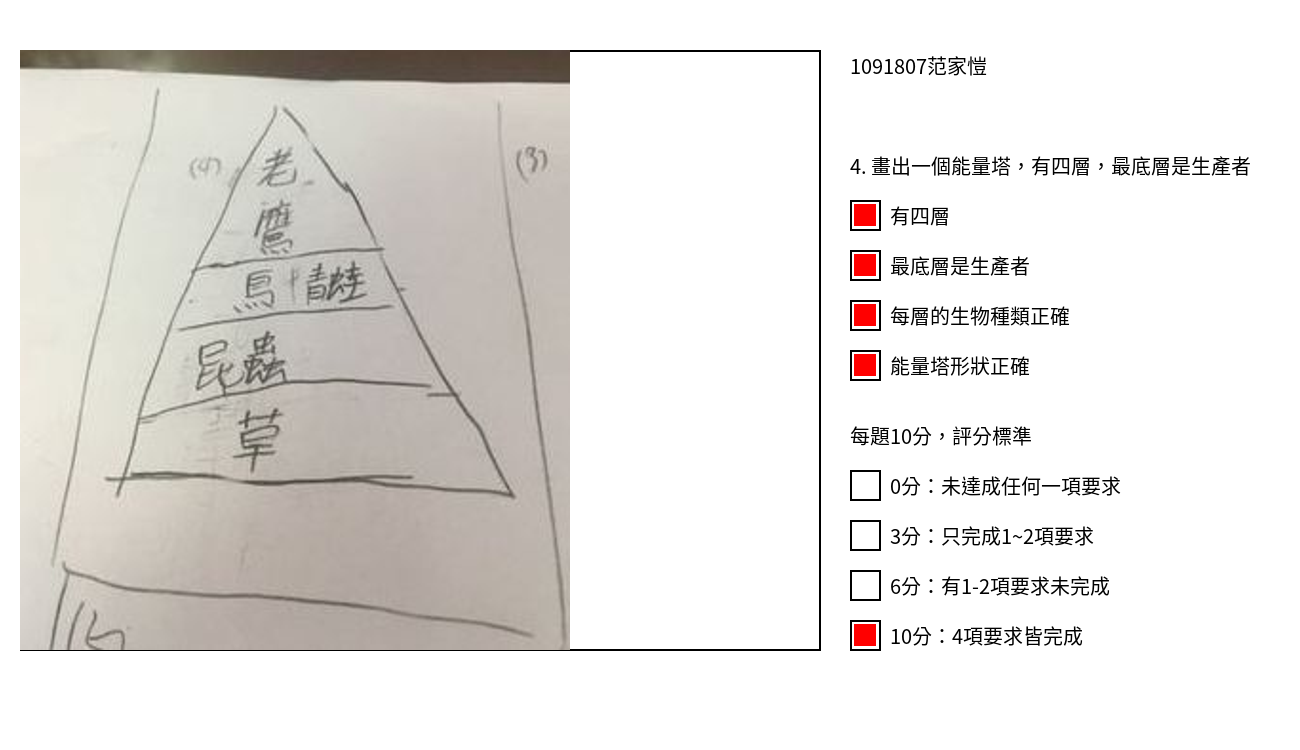 1091807范家愷
4. 畫出一個能量塔，有四層，最底層是生產者
有四層
最底層是生產者
每層的生物種類正確
能量塔形狀正確
每題10分，評分標準
0分：未達成任何一項要求
3分：只完成1~2項要求
6分：有1-2項要求未完成
10分：4項要求皆完成
(4)
(3)
老
鷹
青蛙
昆蟲
草